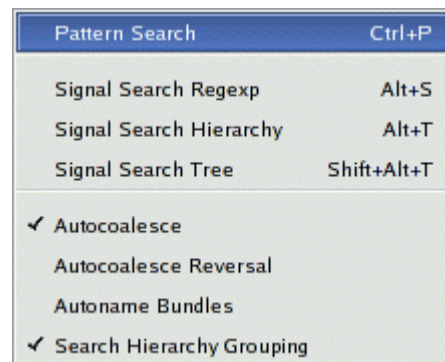 Pattern Search Ctrl+P
Signal Search Regexp Alt+S
Signal Search Hierarchy Alt+T
Signal Search Tree Shift+Alt+T
Autocoalesce
Autocoalesce Reversal
Autoname Bundles
Search Hierarchy Grouping